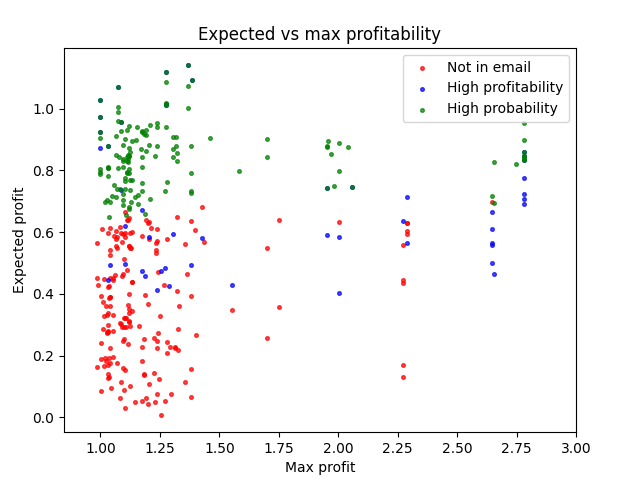 Expected vs max profitability
Not in email
High profitability
High probability
Expected profit
1.0
0.8
0.6
0.4
0.2
0.0
1.00
1.25
1.50
1.75
2.00
2.25
2.50
2.75
3.00
Max profit